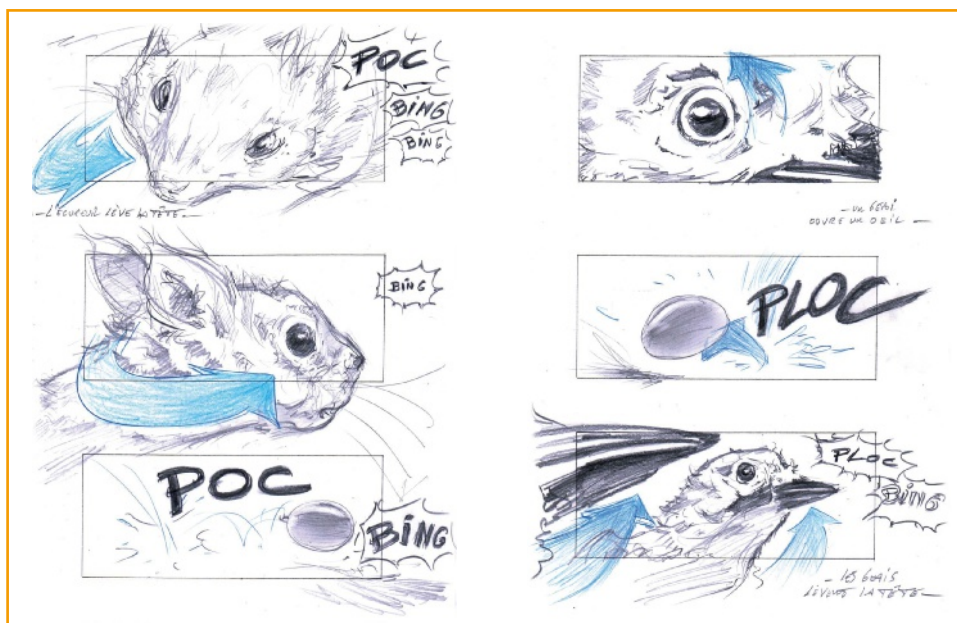 POC
BING
BING
- L'ÉCUREUIL LÈVE LA TÊTE -
BING
POC
BING
- UN GEAI
OUVRE UN OEIL -
PLOC
PLOC
BING
- LES GEAIS
LÈVENT LA TÊTE -